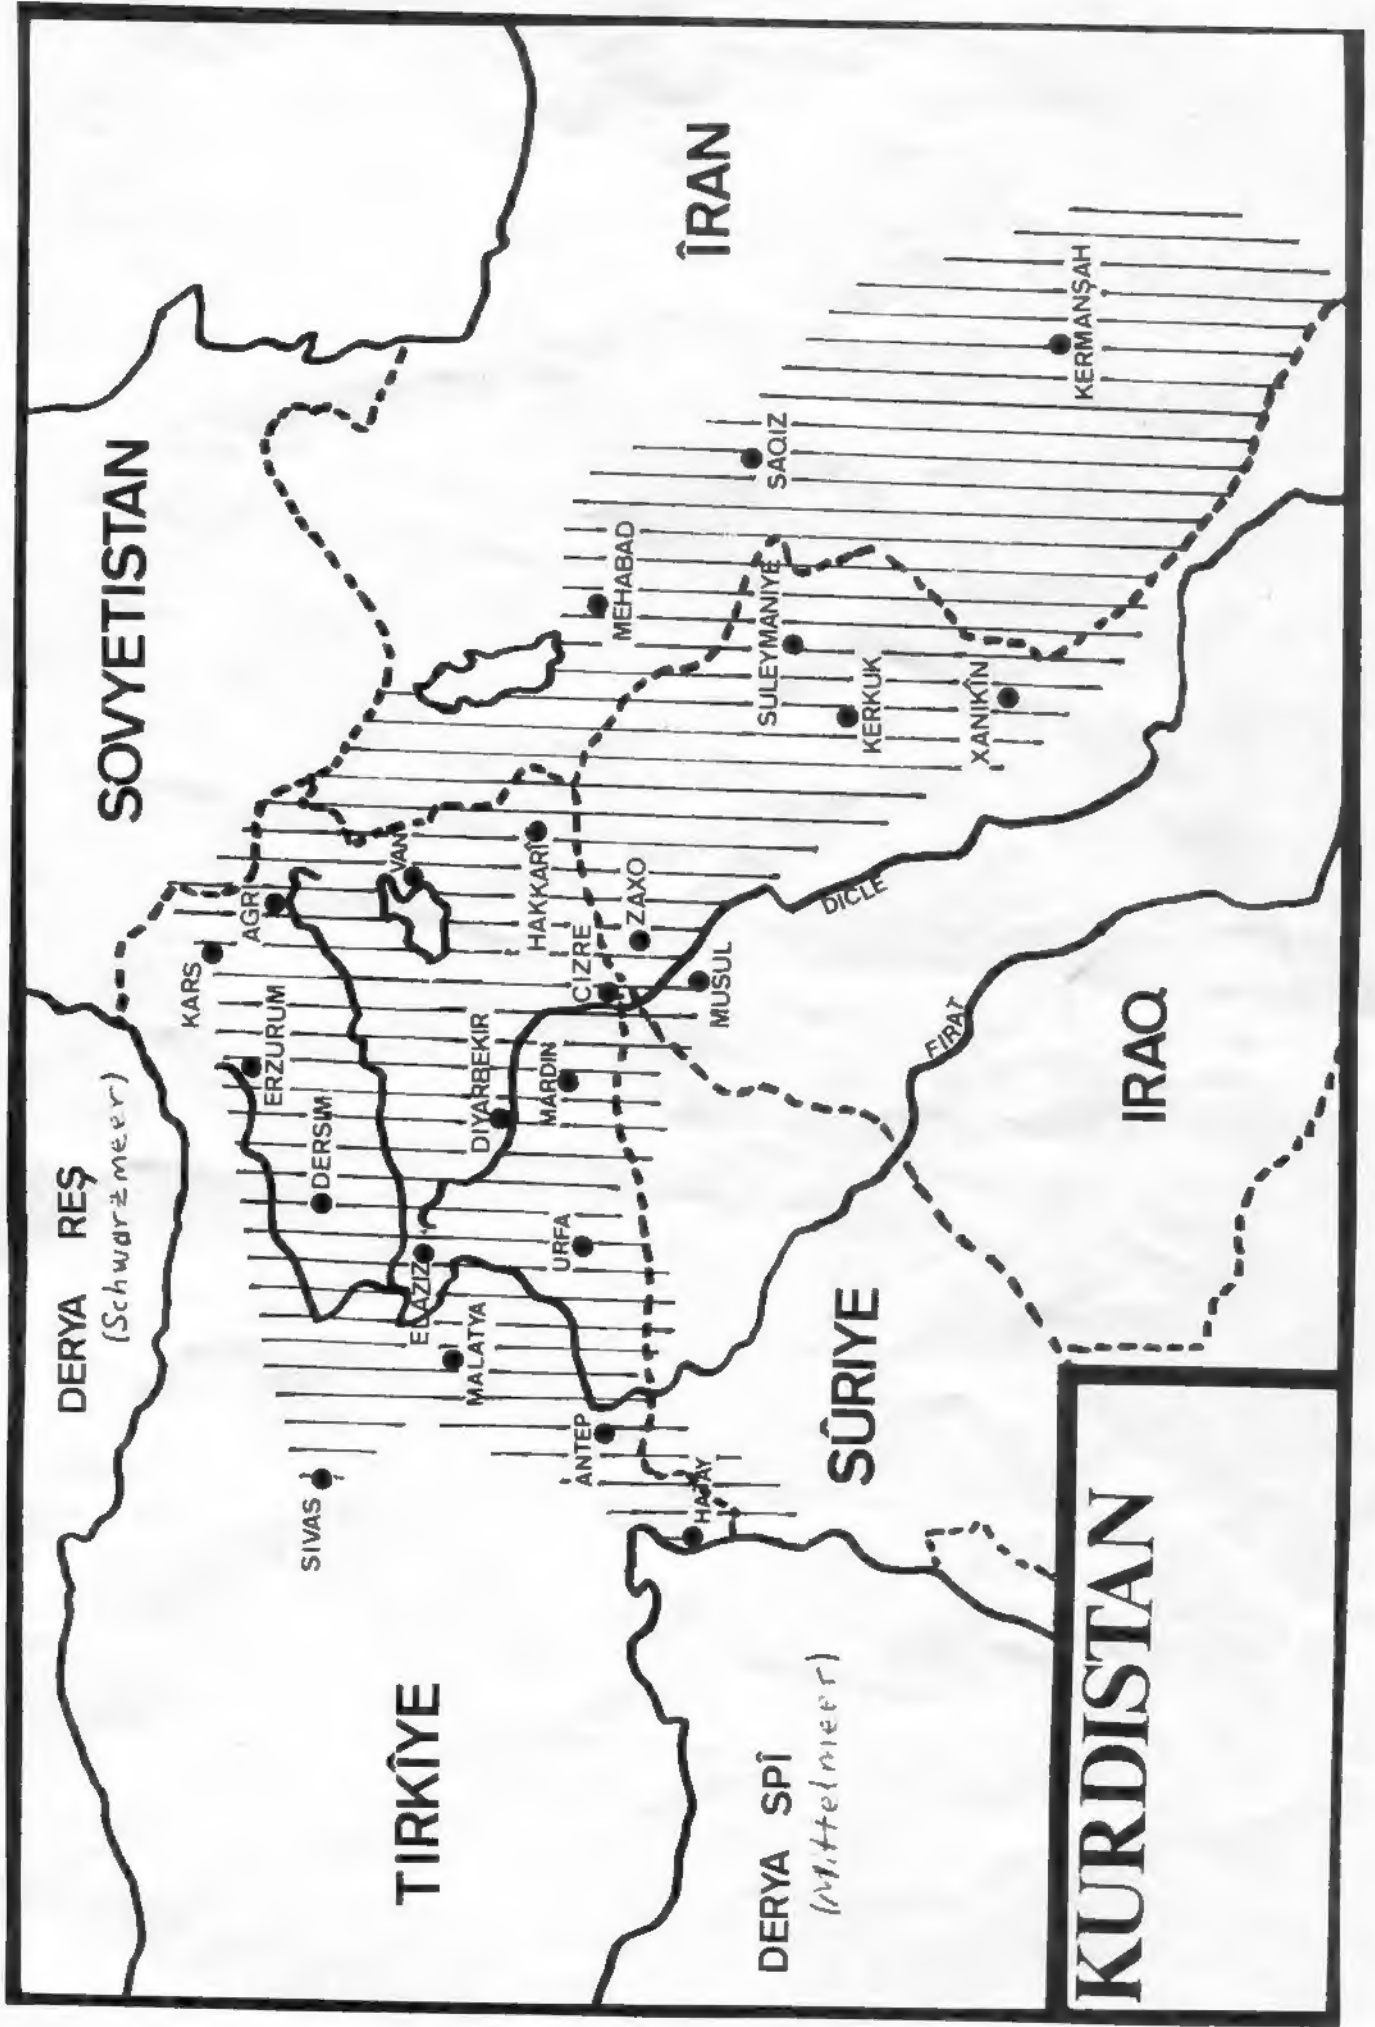 DERYA REŞ
(Schwarzmeer)
SOVYETISTAN
KARS
AGRI
ERZURUM
DERSIM
SIVAS
VAN
ELAZIZ
MALATYA
DIYARBEKIR
HAKKARÎ
MARDIN
CIZRE
URFA
ANTEP
ZAXO
MUSUL
HATAY
MEHABAD
SAQIZ
SULEYMANIYE
KERKUK
XANIKÎN
KERMANŞAH
DICLE
FIRAT
TIRKÎYE
ÎRAN
SÛRIYE
IRAQ
DERYA SPÎ
(Mittelmeer)
KURDISTAN